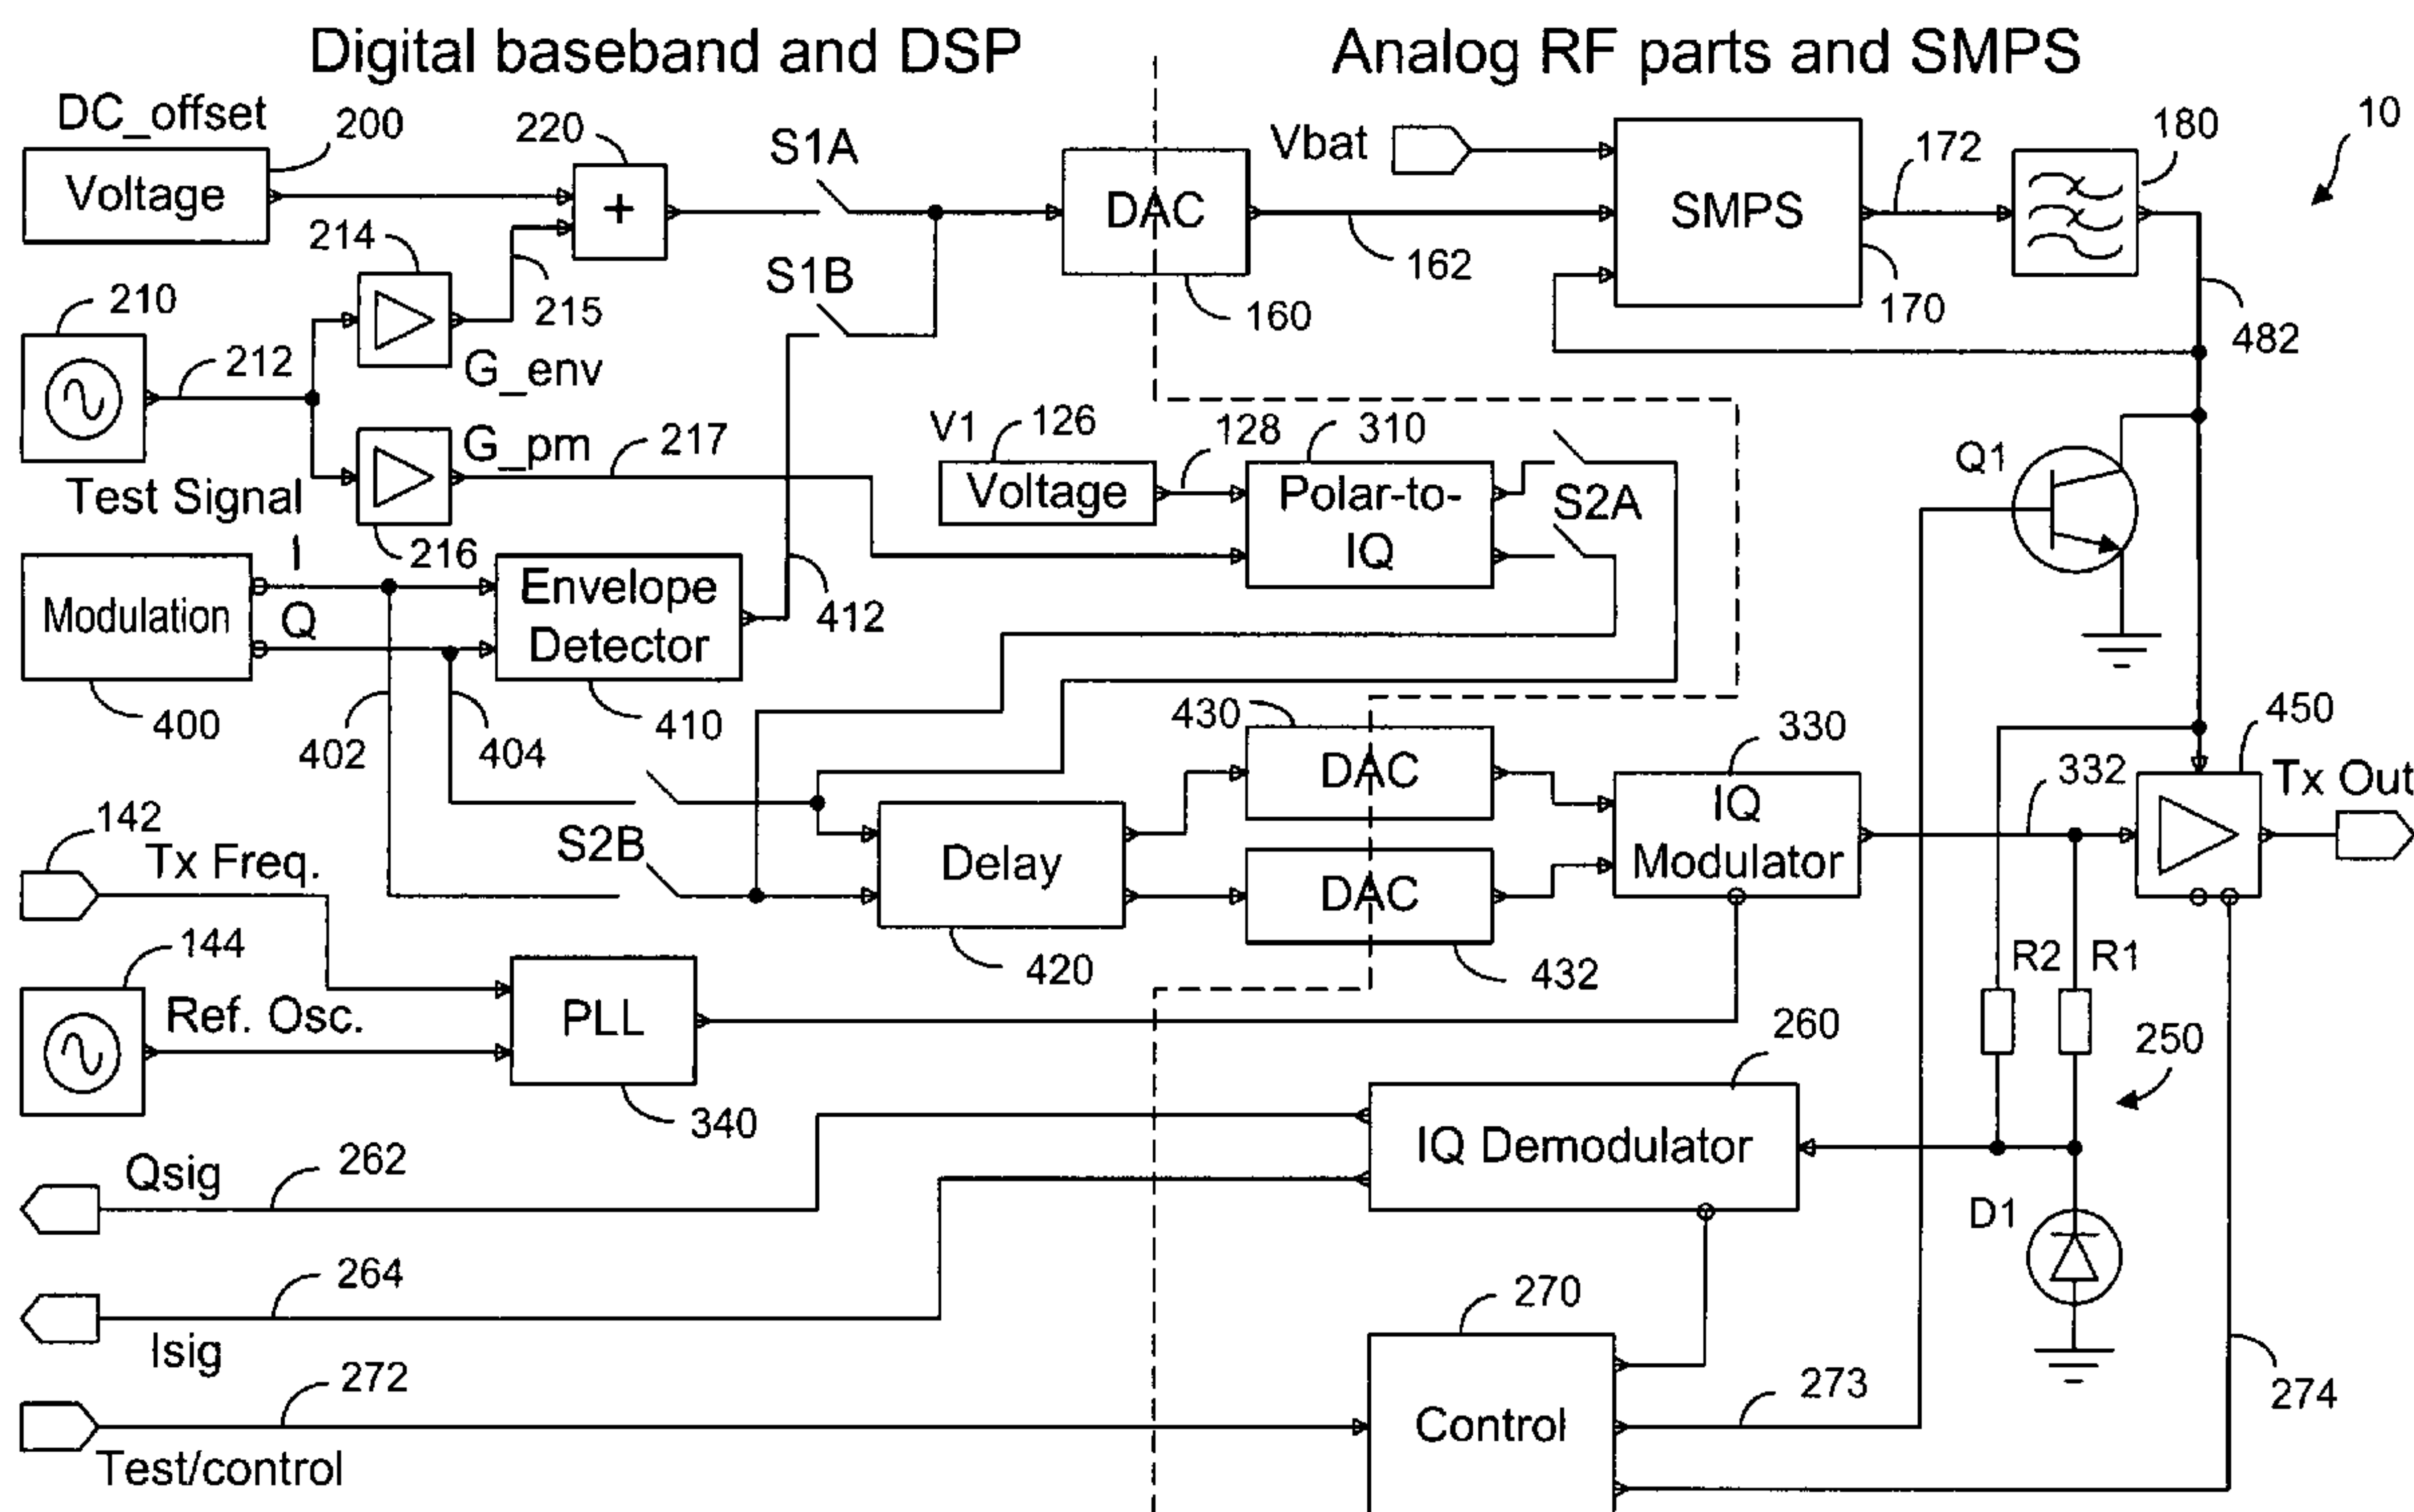 Digital baseband and DSP
Analog RF parts and SMPS
DC_offset
200
Voltage
220
+
S1A
DAC
160
162
Vbat
SMPS
170
172
180
10
482
214
215
G_env
S1B
210
212
Test Signal
G_pm
217
216
V1
126
Voltage
128
310
Polar-to-
IQ
S2A
Q1
Modulation
I
Q
400
402
404
Envelope
Detector
410
412
S2B
Delay
420
430
DAC
DAC
432
330
IQ
Modulator
332
450
Tx Out
142
Tx Freq.
144
Ref. Osc.
PLL
340
R2
R1
250
260
IQ Demodulator
D1
Qsig
262
264
Isig
272
Test/control
270
Control
273
274